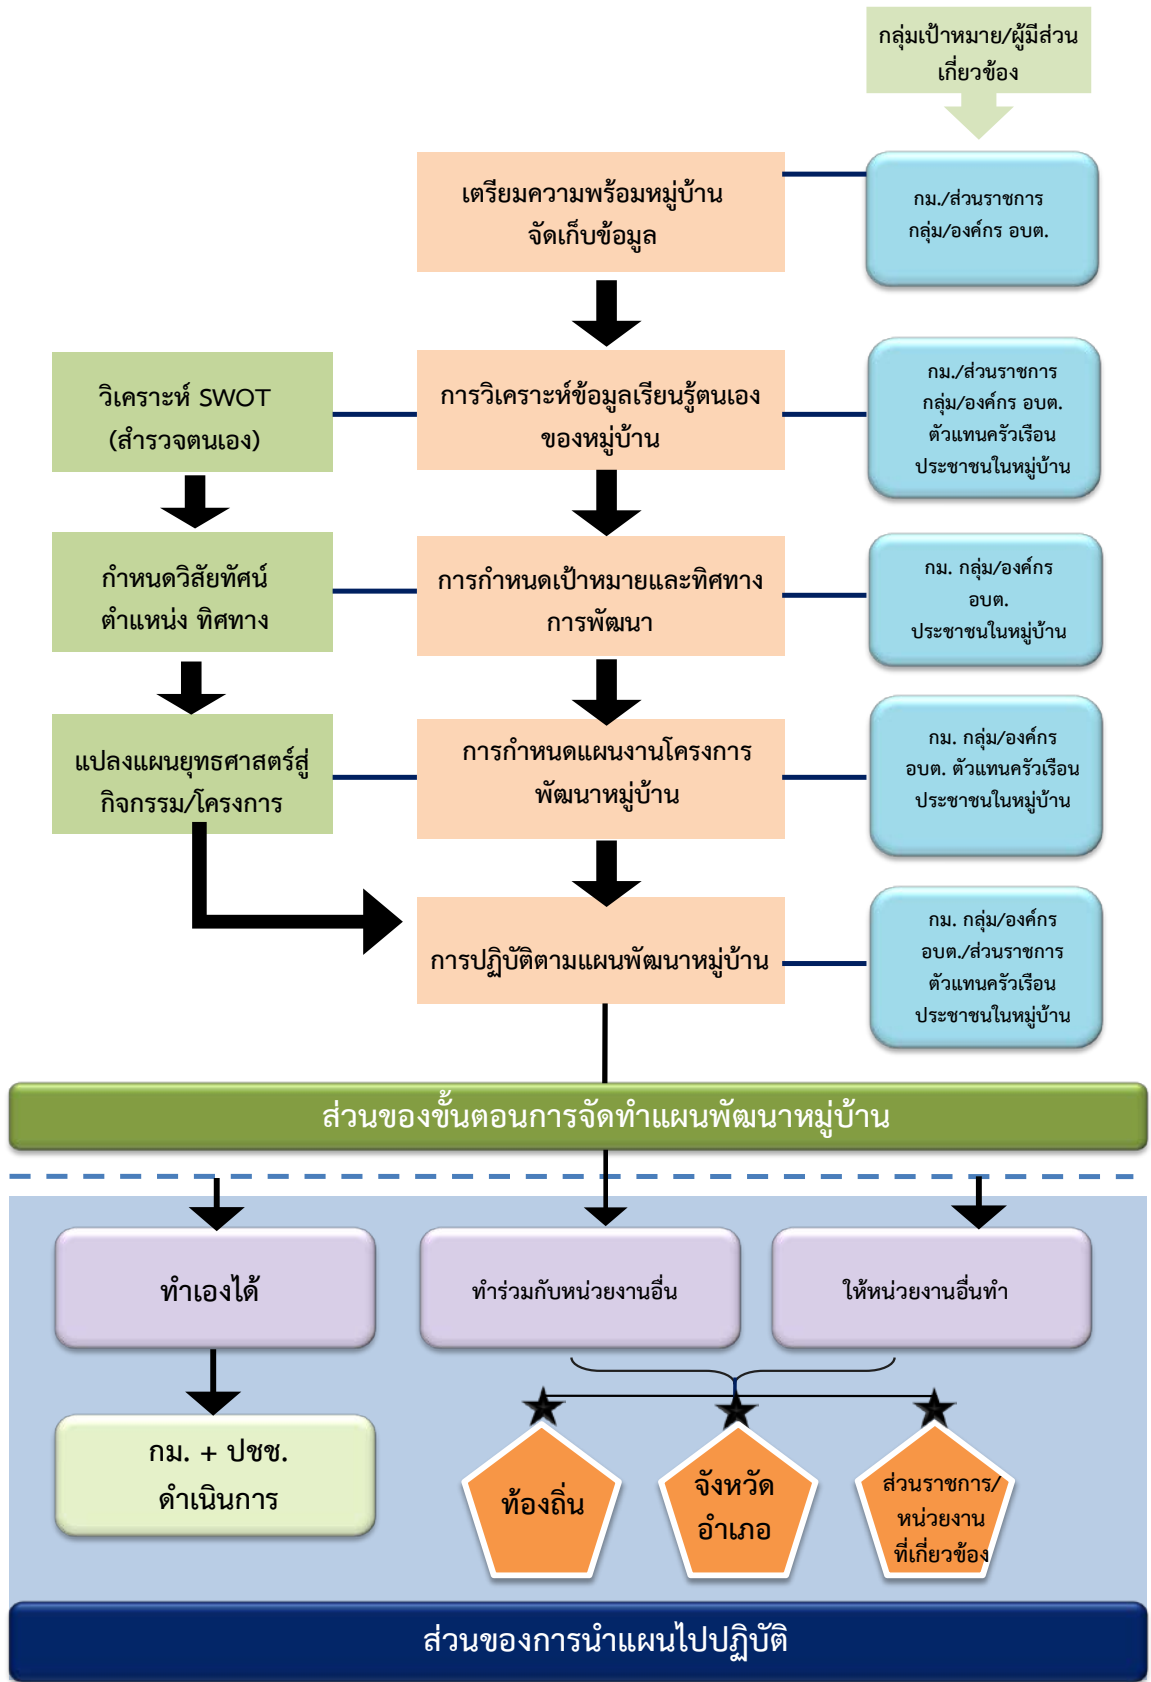 กลุ่มเป้าหมาย/ผู้มีส่วน
เกี่ยวข้อง
เตรียมความพร้อมหมู่บ้าน
จัดเก็บข้อมูล
กม./ส่วนราชการ
กลุ่ม/องค์กร อบต.
วิเคราะห์ SWOT
(สำรวจตนเอง)
การวิเคราะห์ข้อมูลเรียนรู้ตนเอง
ของหมู่บ้าน
กม./ส่วนราชการ
กลุ่ม/องค์กร อบต.
ตัวแทนครัวเรือน
ประชาชนในหมู่บ้าน
กำหนดวิสัยทัศน์
ตำแหน่ง ทิศทาง
การกำหนดเป้าหมายและทิศทาง
การพัฒนา
กม. กลุ่ม/องค์กร
อบต.
ประชาชนในหมู่บ้าน
แปลงแผนยุทธศาสตร์สู่
กิจกรรม/โครงการ
การกำหนดแผนงานโครงการ
พัฒนาหมู่บ้าน
กม. กลุ่ม/องค์กร
อบต. ตัวแทนครัวเรือน
ประชาชนในหมู่บ้าน
การปฏิบัติตามแผนพัฒนาหมู่บ้าน
กม. กลุ่ม/องค์กร
อบต./ส่วนราชการ
ตัวแทนครัวเรือน
ประชาชนในหมู่บ้าน
ส่วนของขั้นตอนการจัดทำแผนพัฒนาหมู่บ้าน
ทำเองได้
ทำร่วมกับหน่วยงานอื่น
ให้หน่วยงานอื่นทำ
กม. + ปชช.
ดำเนินการ
ท้องถิ่น
จังหวัด
อำเภอ
ส่วนราชการ/
หน่วยงาน
ที่เกี่ยวข้อง
ส่วนของการนำแผนไปปฏิบัติ